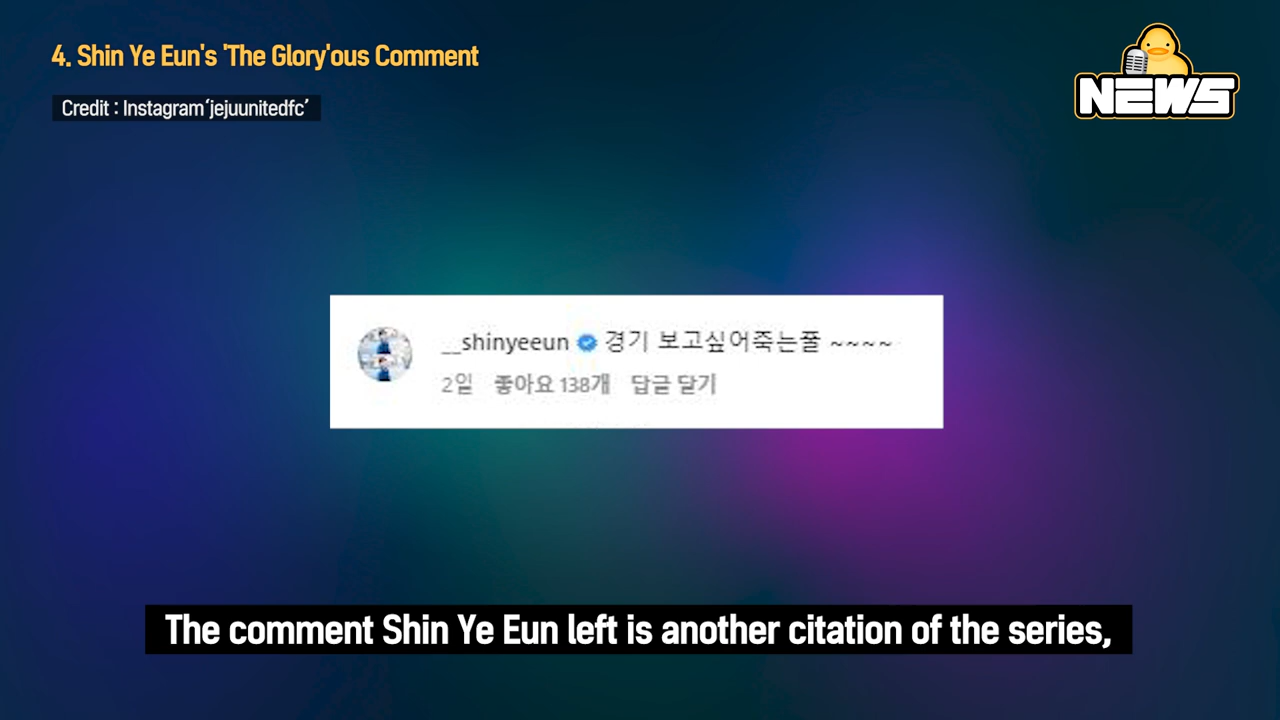 4. Shin Ye Eun's 'The Glory'ous Comment
Credit : Instagram‘jejuunitedfc’
NEWS
__shinyeeun 경기 보고싶어죽는줄 ~~~~
2일 좋아요 138개 답글 달기
The comment Shin Ye Eun left is another citation of the series,